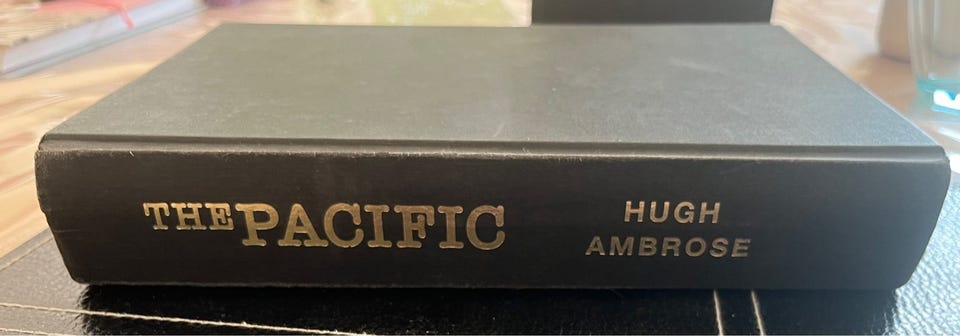 THE PACIFIC
HUGH
AMBROSE